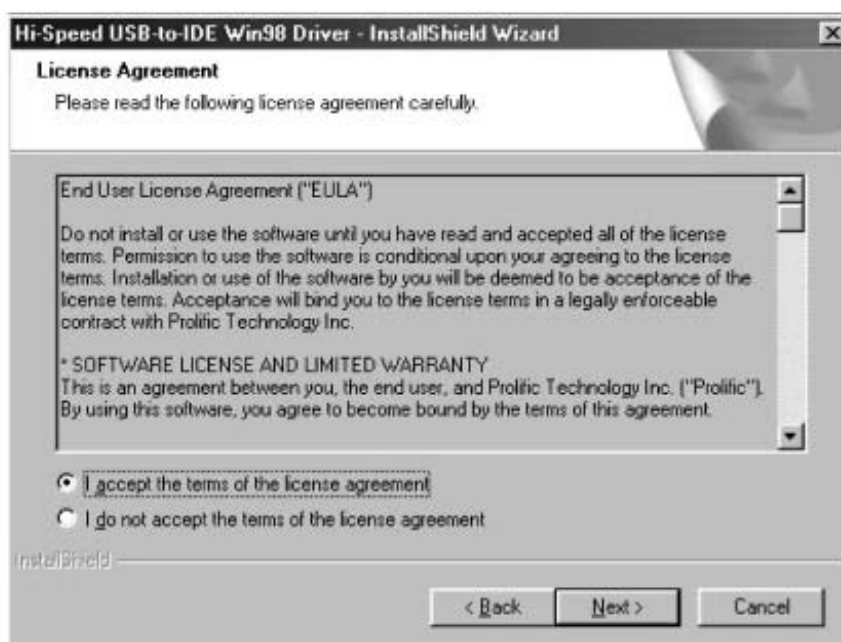 Hi-Speed USB-to-IDE Win98 Driver - InstallShield Wizard
License Agreement
Please read the following license agreement carefully.
End User License Agreement ("EULA")
Do not install or use the software until you have read and accepted all of the license
terms. Permission to use the software is conditional upon your agreeing to the license
terms. Installation or use of the software by you will be deemed to be acceptance of the
license terms. Acceptance will bind you to the license terms in a legally enforceable
contract with Prolific Technology Inc.
* SOFTWARE LICENSE AND LIMITED WARRANTY
This is an agreement between you, the end user, and Prolific Technology Inc. ("Prolific").
By using this software, you agree to become bound by the terms of this agreement.
I accept the terms of the license agreement
I do not accept the terms of the license agreement
InstallShield
< Back
Next >
Cancel